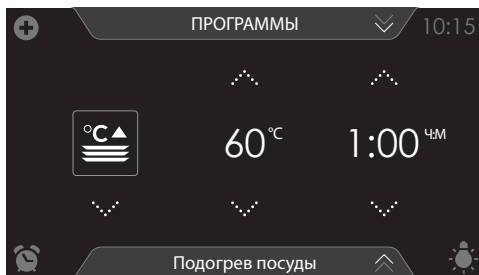 ПРОГРАММЫ
10:15
°C
60 °C
1:00 Ч:М
Подогрев посуды